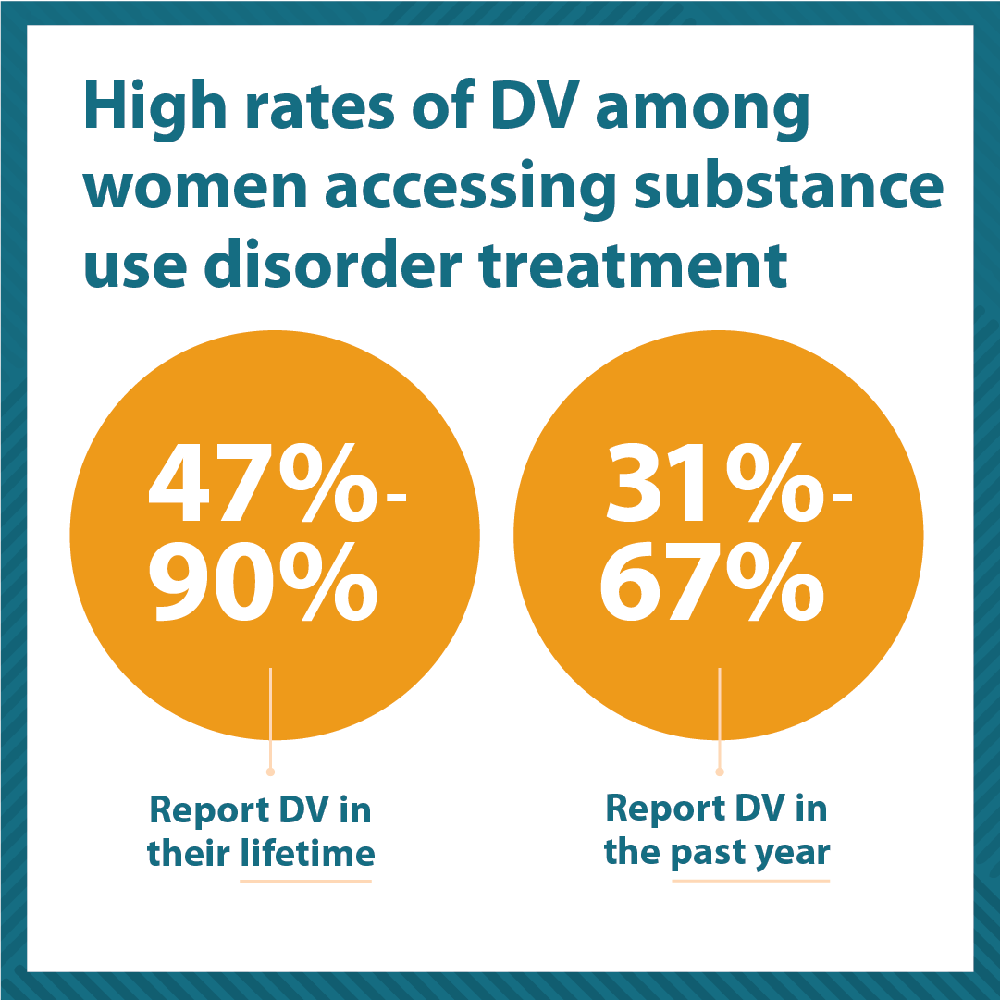 High rates of DV among
women accessing substance
use disorder treatment
47%-
90%
Report DV in
their lifetime
31%-
67%
Report DV in
the past year